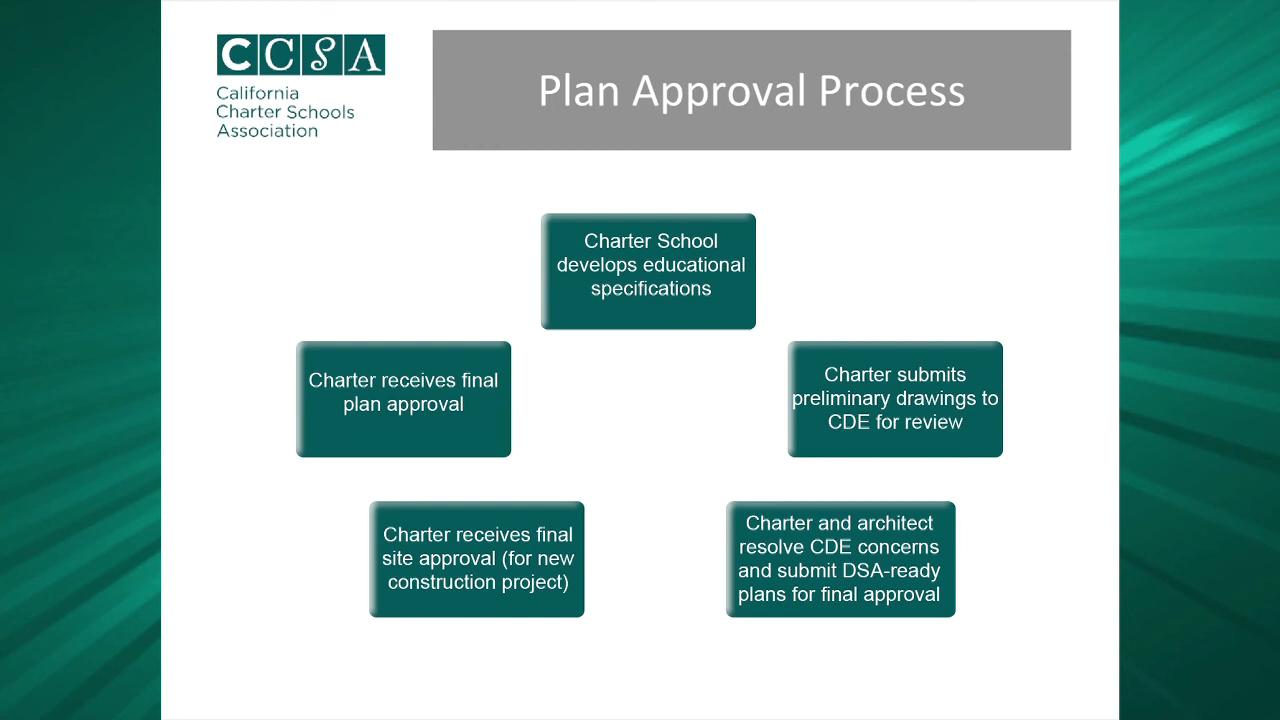 CCSA
California
Charter Schools
Association
Plan Approval Process
Charter School
develops educational
specifications
Charter submits
preliminary drawings to
CDE for review
Charter and architect
resolve CDE concerns
and submit DSA-ready
plans for final approval
Charter receives final
site approval (for new
construction project)
Charter receives final
plan approval